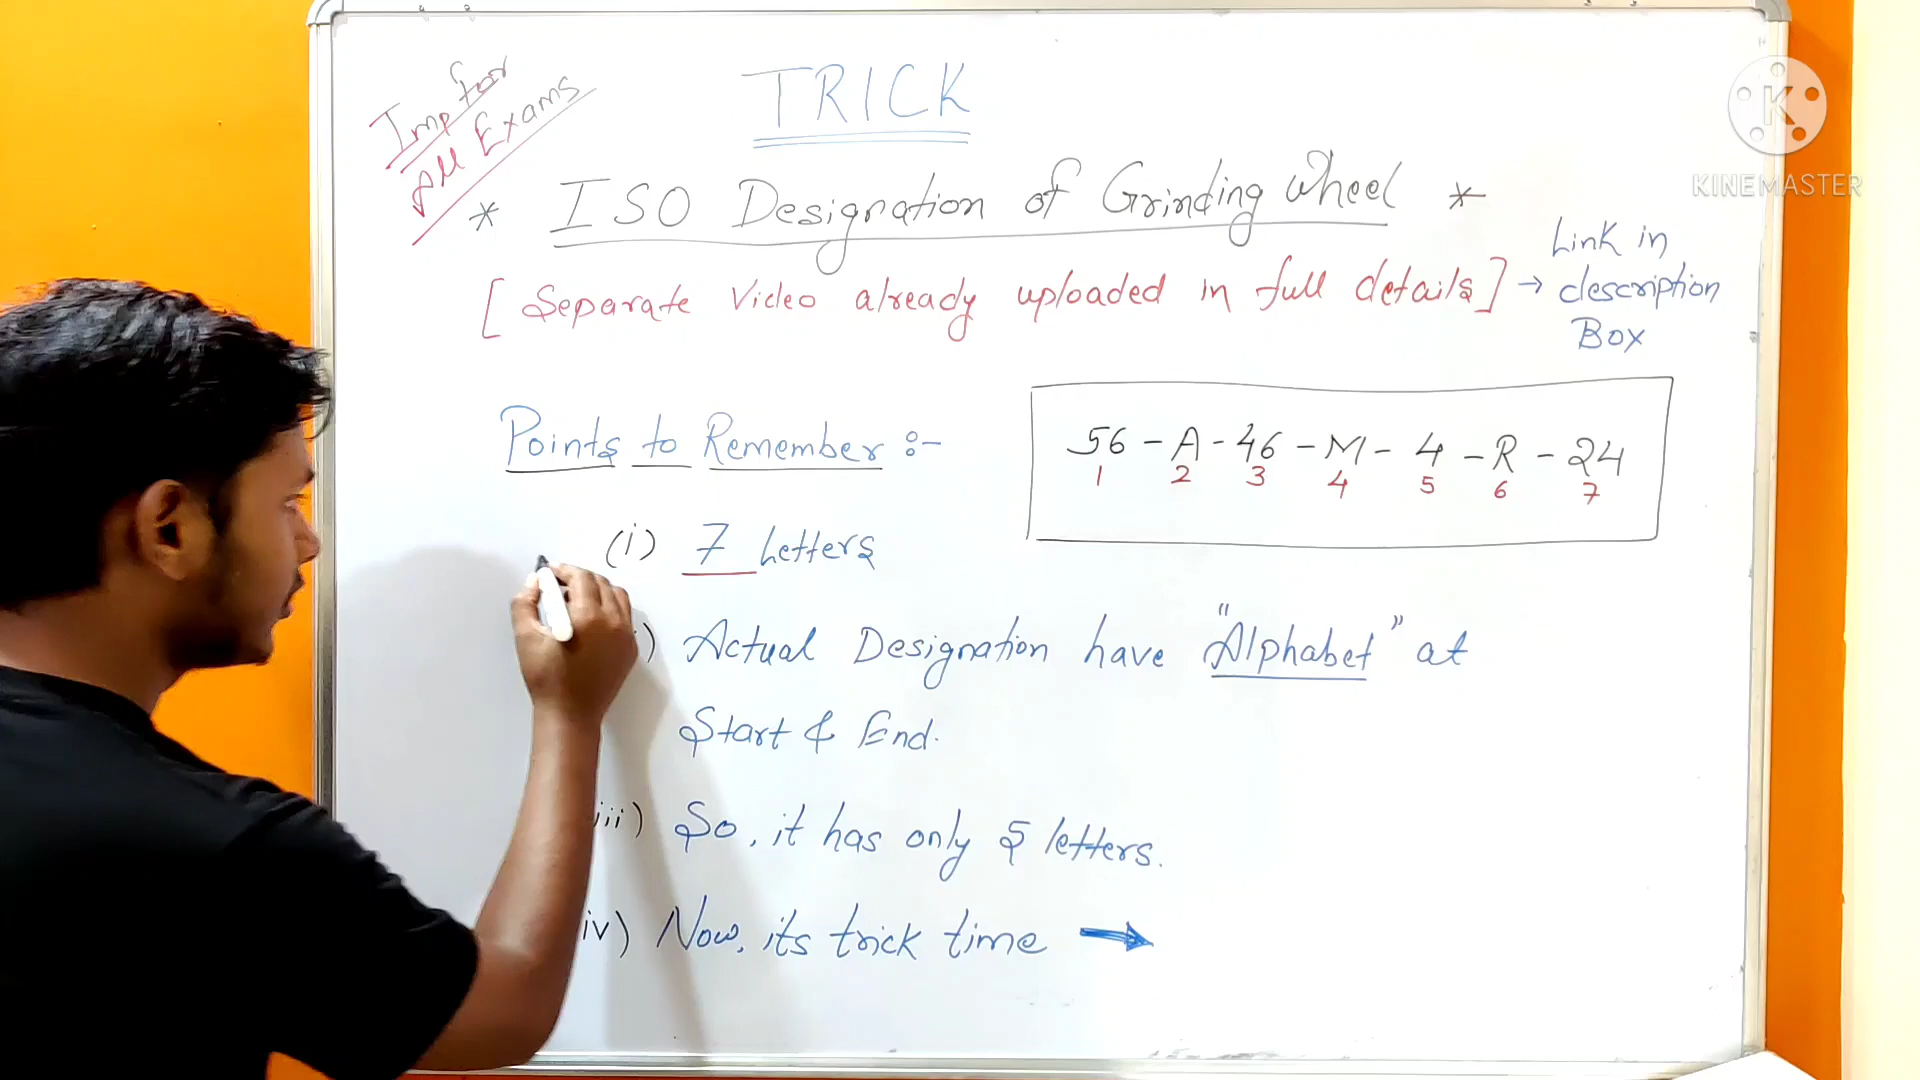 Imp for
All Exams
TRICK
* ISO Designation of Grinding Wheel *
[ Separate Video already uploaded in full details ] → Link in description Box
Points to Remember :-
56 - A - 46 - M - 4 - R - 24
1 2 3 4 5 6 7
(i) 7 Letters
) Actual Designation have "Alphabet" at
Start & End.
iii) So, it has only 5 letters.
iv) Now, its trick time →
K
KINEMASTER